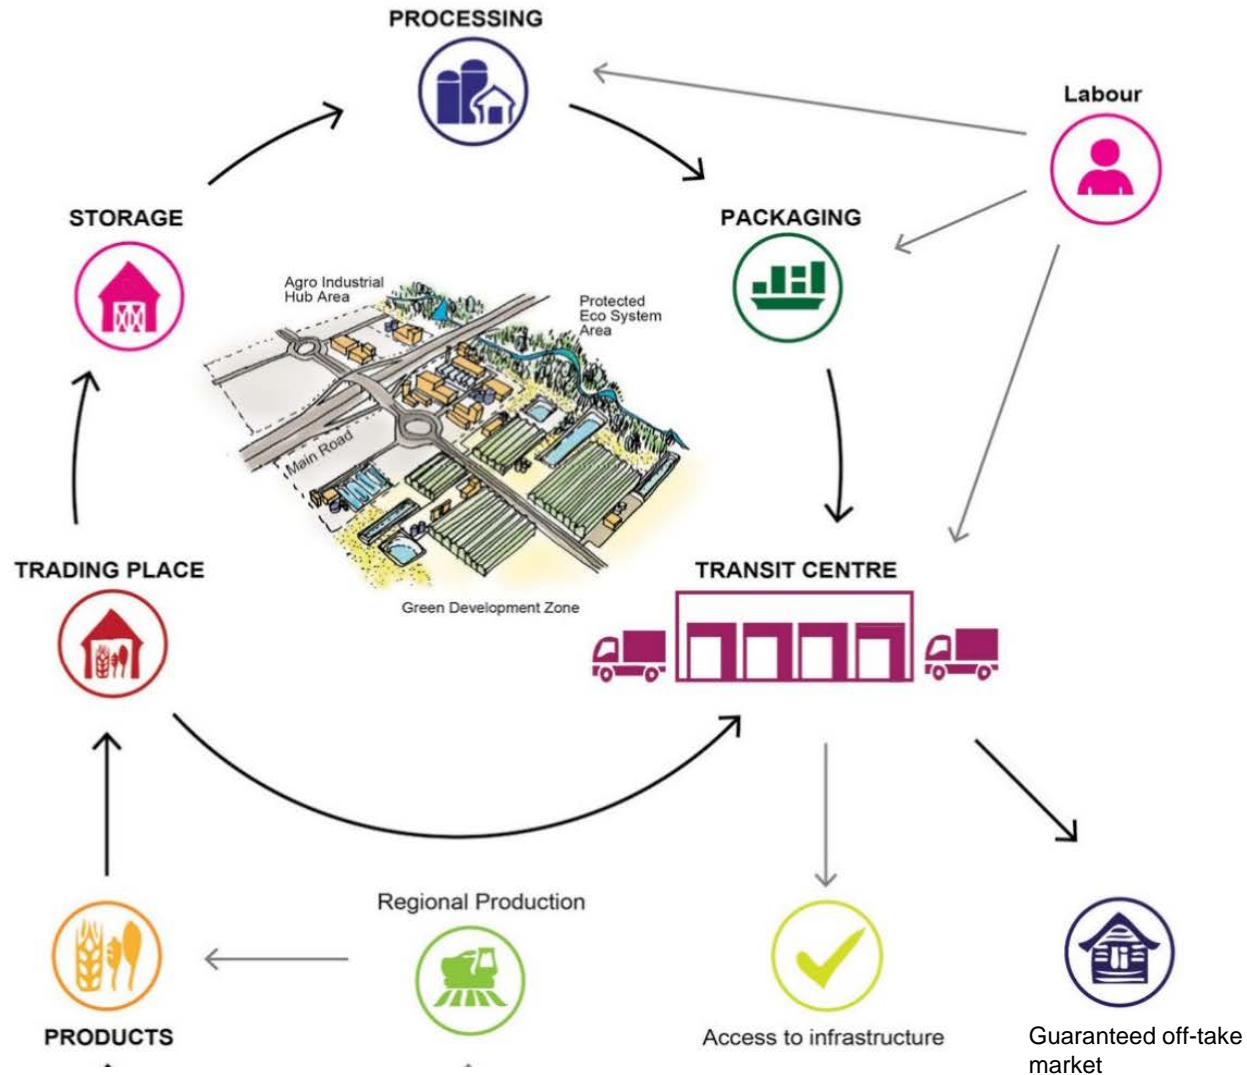 PROCESSING
Labour
STORAGE
PACKAGING
Agro Industrial
Hub Area
Protected
Eco System
Area
Main Road
TRADING PLACE
TRANSIT CENTRE
Green Development Zone
Regional Production
PRODUCTS
Access to infrastructure
Guaranteed off-take
market